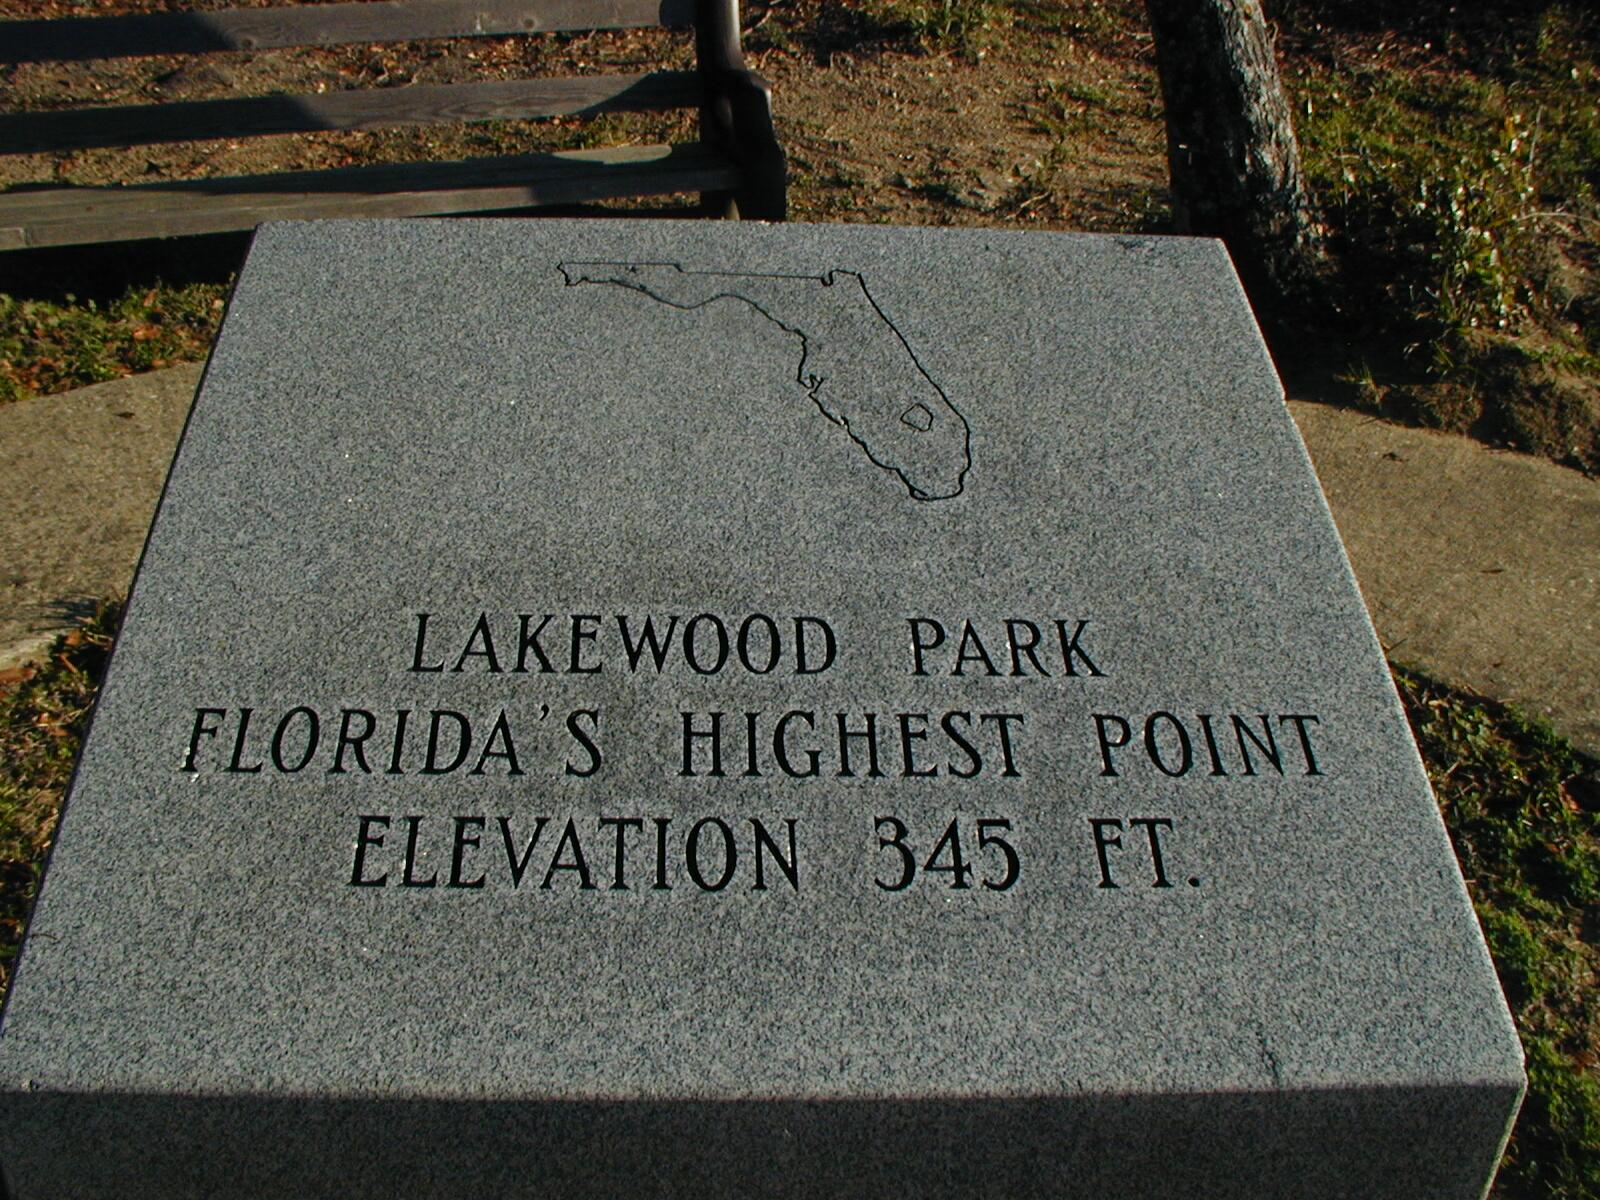 LAKEWOOD PARK
FLORIDA'S HIGHEST POINT
ELEVATION 345 FT.